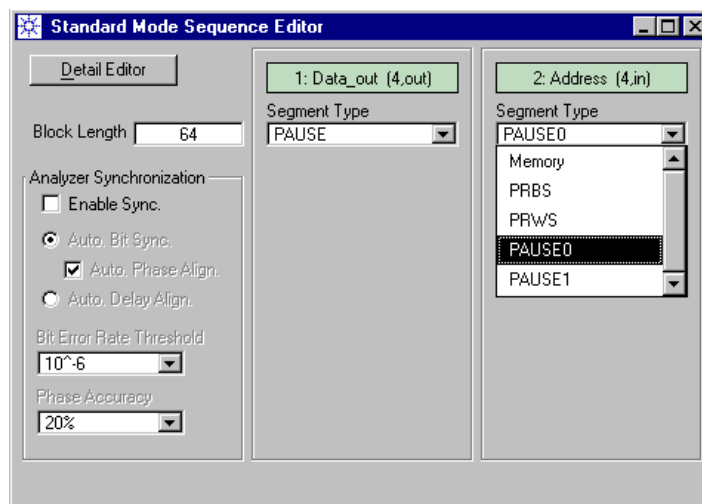 Standard Mode Sequence Editor
Detail Editor
Block Length 64
Analyzer Synchronization
Enable Sync.
Auto. Bit Sync.
Auto. Phase Align.
Auto. Delay Align.
Bit Error Rate Threshold
10^-6
Phase Accuracy
20%
1: Data_out (4,out)
Segment Type
PAUSE
2: Address (4,in)
Segment Type
PAUSE0
Memory
PRBS
PRWS
PAUSE0
PAUSE1